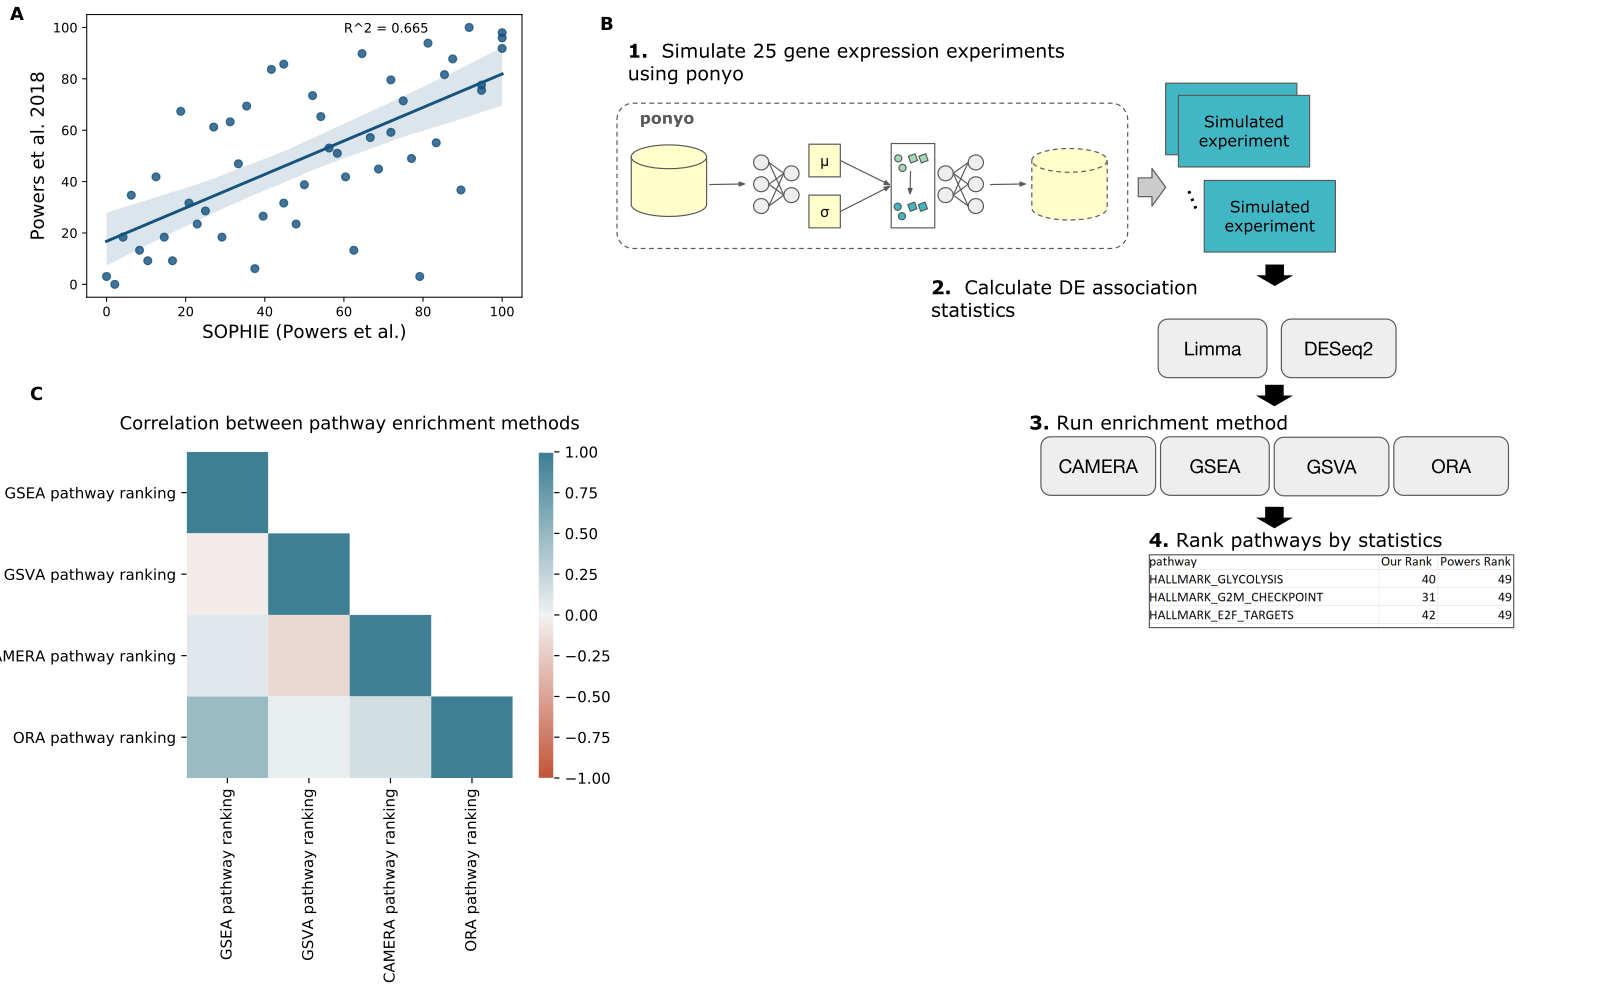 A
R^2 = 0.665
100
80
60
40
20
0
Powers et al. 2018
0 20 40 60 80 100
SOPHIE (Powers et al.)
B
1. Simulate 25 gene expression experiments
using ponyo
ponyo
μ
σ
Simulated
experiment
Simulated
experiment
2. Calculate DE association
statistics
Limma DESeq2
3. Run enrichment method
CAMERA GSEA GSVA ORA
4. Rank pathways by statistics
pathway Our Rank Powers Rank
HALLMARK_GLYCOLYSIS 40 49
HALLMARK_G2M_CHECKPOINT 31 49
HALLMARK_E2F_TARGETS 42 49
C
Correlation between pathway enrichment methods
GSEA pathway ranking
GSVA pathway ranking
AMERA pathway ranking
ORA pathway ranking
GSEA pathway ranking
GSVA pathway ranking
CAMERA pathway ranking
ORA pathway ranking
1.00
0.75
0.50
0.25
0.00
−0.25
−0.50
−0.75
−1.00